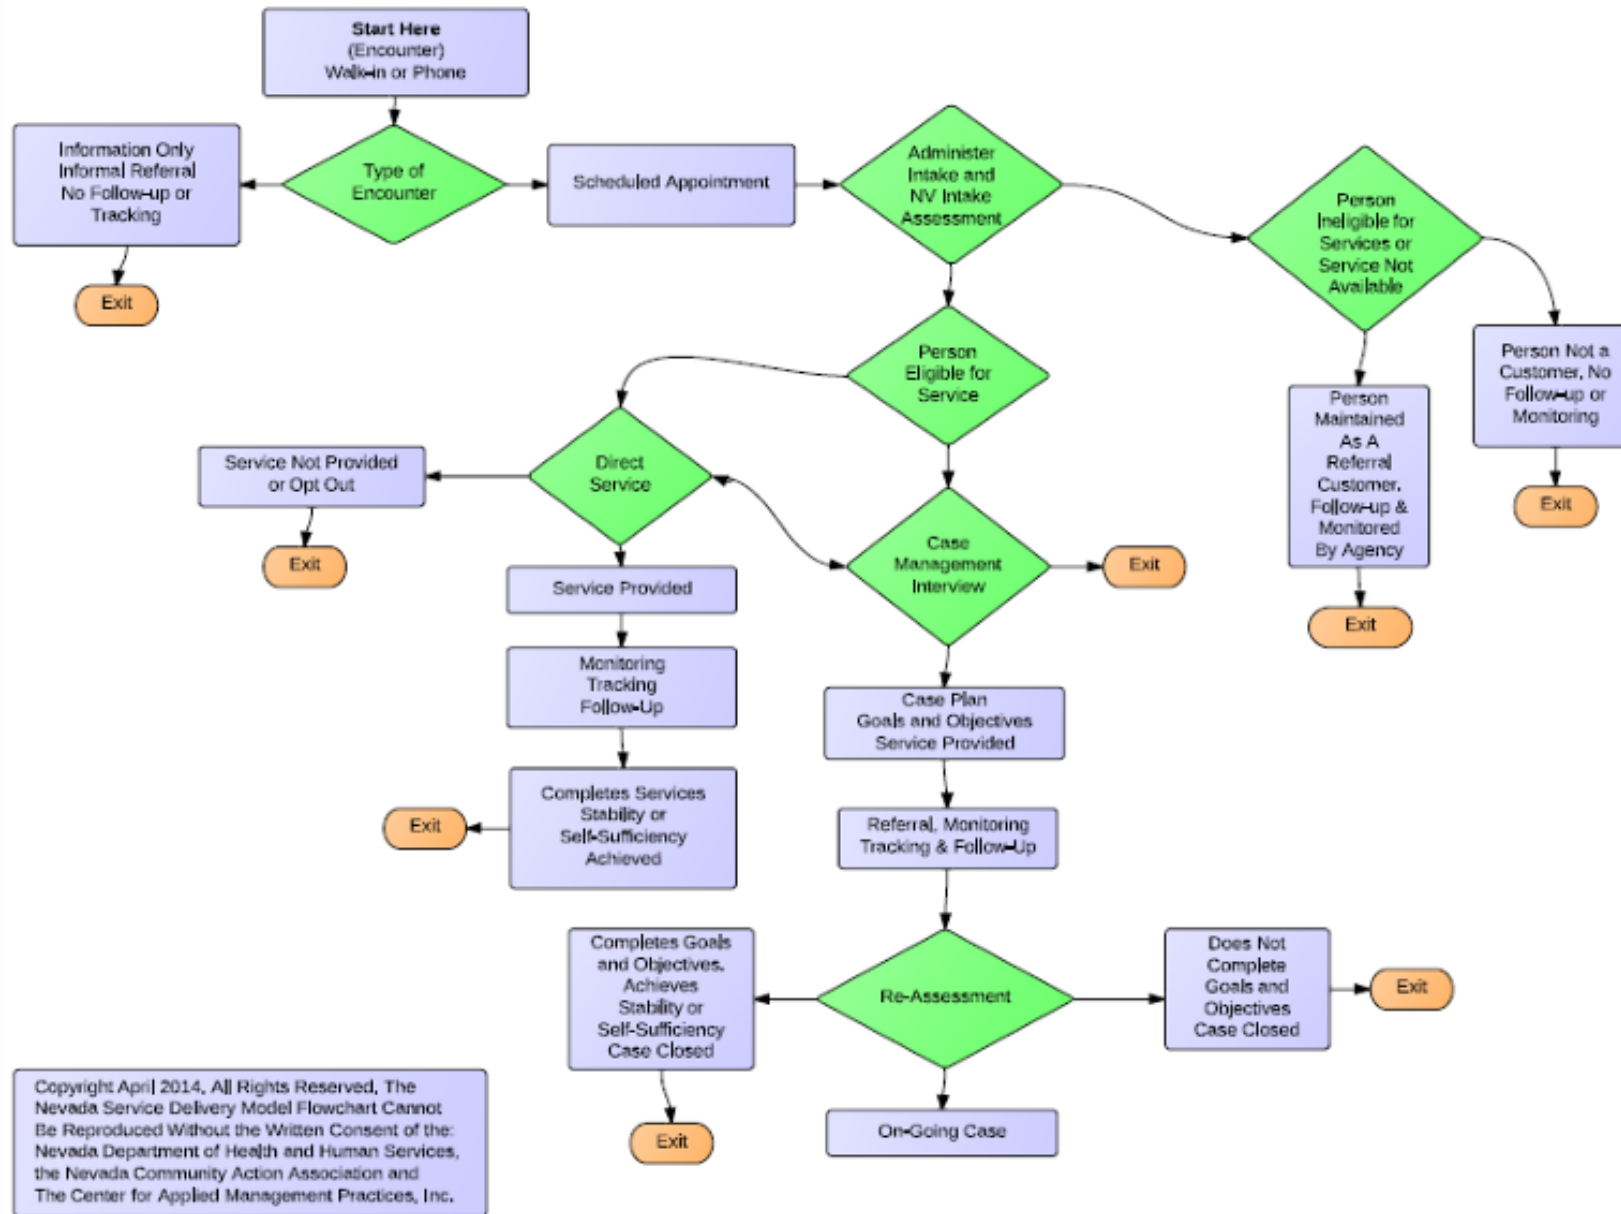 Start Here
(Encounter)
Walk-in or Phone
Information Only
Informal Referral
No Follow-up or
Tracking
Type of
Encounter
Scheduled Appointment
Administer
Intake and
NV Intake
Assessment
Person
Ineligible for
Services or
Service Not
Available
Exit
Person
Eligible for
Service
Person Not a
Customer, No
Follow-up or
Monitoring
Person
Maintained
As A
Referral
Customer.
Follow-up &
Monitored
By Agency
Service Not Provided
or Opt Out
Direct
Service
Exit
Exit
Case
Management
Interview
Exit
Service Provided
Exit
Monitoring
Tracking
Follow-Up
Case Plan
Goals and Objectives
Service Provided
Exit
Completes Services
Stability or
Self-Sufficiency
Achieved
Referral, Monitoring
Tracking & Follow-Up
Completes Goals
and Objectives.
Achieves
Stability or
Self-Sufficiency
Case Closed
Re-Assessment
Does Not
Complete
Goals and
Objectives
Case Closed
Exit
Exit
On-Going Case
Copyright April 2014, All Rights Reserved, The
Nevada Service Delivery Model Flowchart Cannot
Be Reproduced Without the Written Consent of the:
Nevada Department of Health and Human Services,
the Nevada Community Action Association and
The Center for Applied Management Practices, Inc.